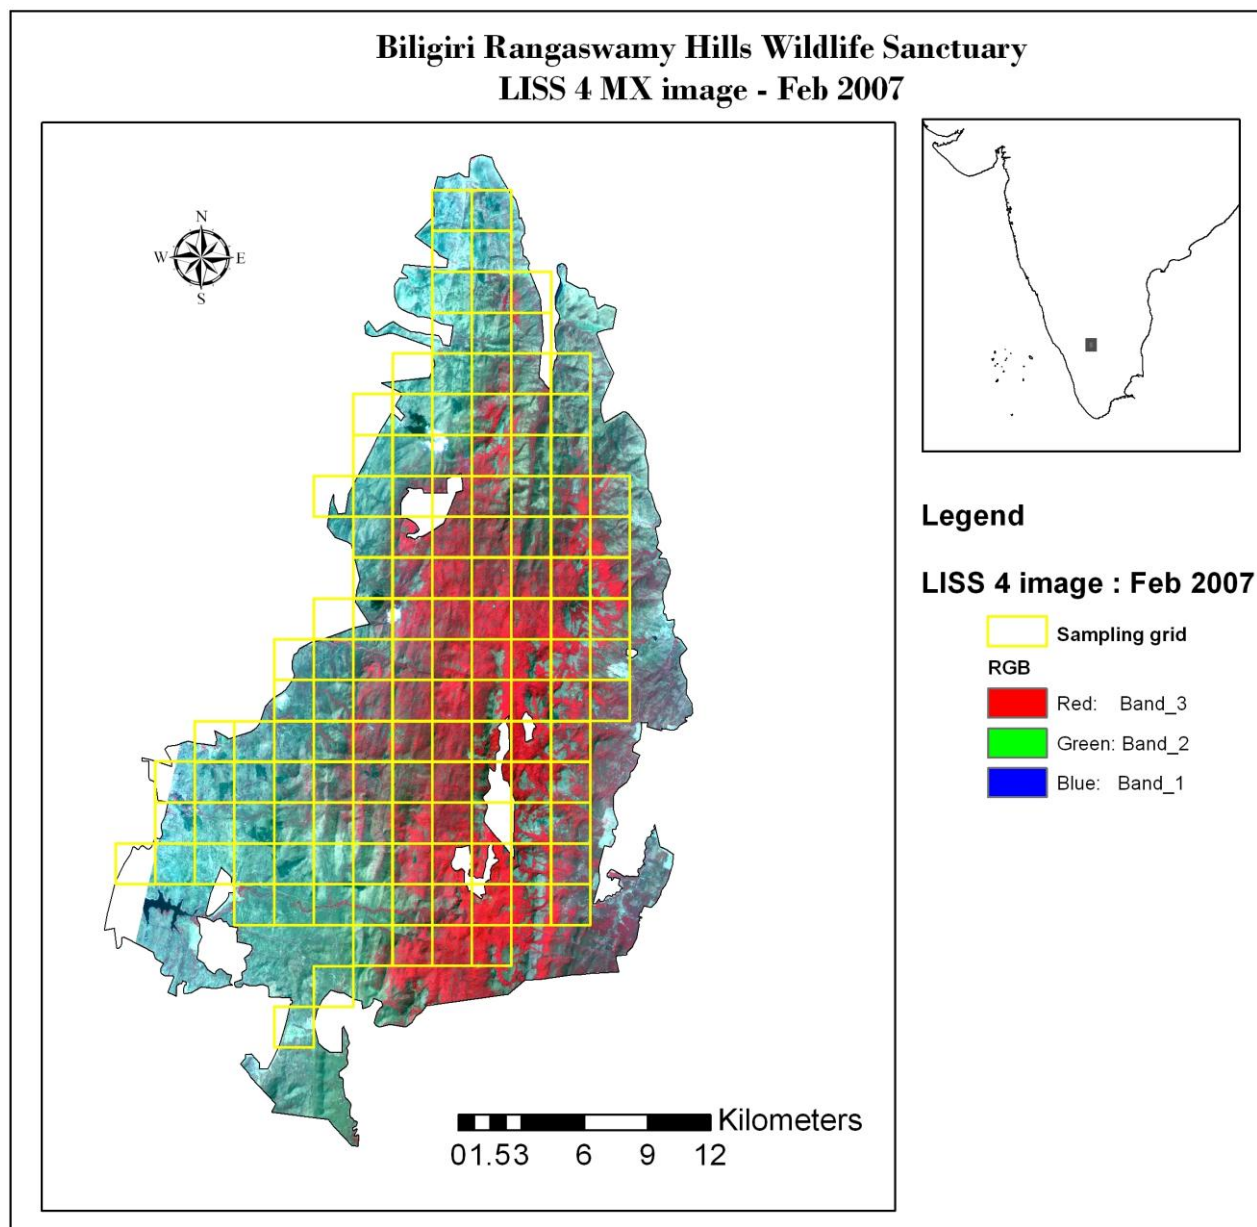 Biligiri Rangaswamy Hills Wildlife Sanctuary
LISS 4 MX image - Feb 2007
N
W E
S
Legend
LISS 4 image : Feb 2007
Sampling grid
RGB
Red: Band_3
Green: Band_2
Blue: Band_1
Kilometers
01.53 6 9 12